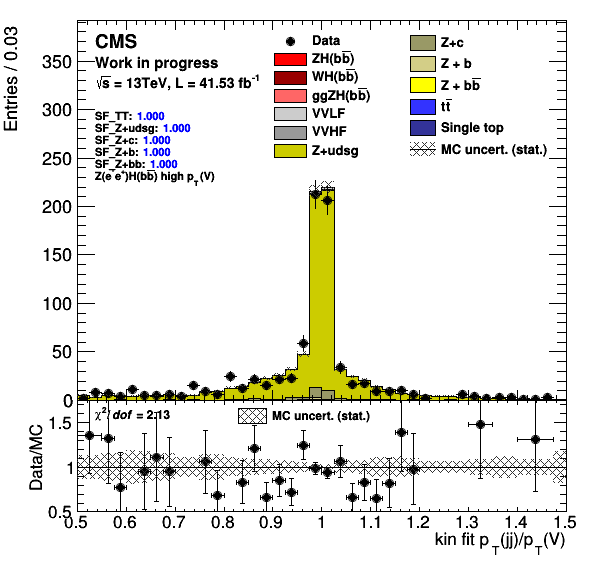 CMS
Work in progress
√s = 13TeV, L = 41.53 fb⁻¹
SF_TT: 1.000
SF_Z+udsg: 1.000
SF_Z+c: 1.000
SF_Z+b: 1.000
SF_Z+bb: 1.000
Z(e⁻e⁺)H(bb̅) high p_T(V)
Data
ZH(bb̅)
WH(bb̅)
ggZH(bb̅)
VVLF
VVHF
Z+udsg
Z+c
Z + b
Z + bb̅
tt̅
Single top
MC uncert. (stat.)
Entries / 0.03
350
300
250
200
150
100
50
0
χ²/ dof = 2.13
MC uncert. (stat.)
Data/MC
1.5
1
0.5
0.5 0.6 0.7 0.8 0.9 1 1.1 1.2 1.3 1.4 1.5
kin fit p_T(jj)/p_T(V)